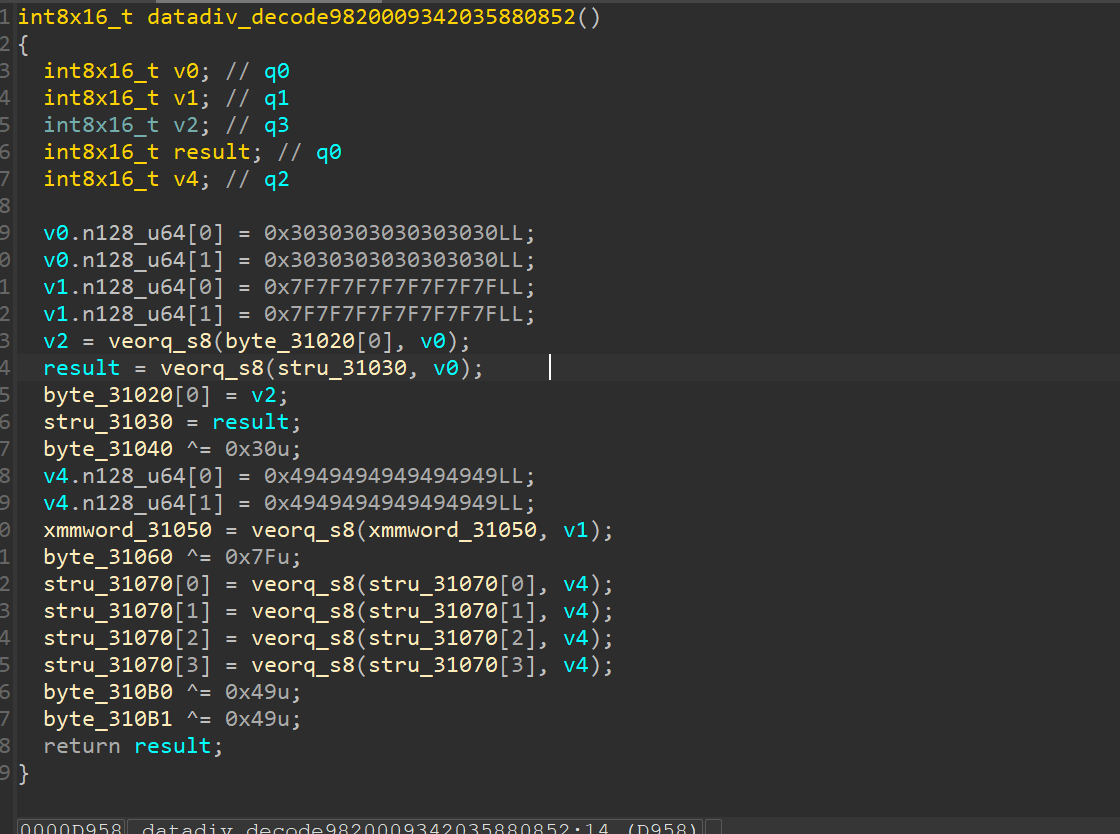 1 int8x16_t datadiv_decode9820009342035880852()
2 {
3 int8x16_t v0; // q0
4 int8x16_t v1; // q1
5 int8x16_t v2; // q3
6 int8x16_t result; // q0
7 int8x16_t v4; // q2
8
9 v0.n128_u64[0] = 0x3030303030303030LL;
0 v0.n128_u64[1] = 0x3030303030303030LL;
1 v1.n128_u64[0] = 0x7F7F7F7F7F7F7F7FLL;
2 v1.n128_u64[1] = 0x7F7F7F7F7F7F7F7FLL;
3 v2 = veorq_s8(byte_31020[0], v0);
4 result = veorq_s8(stru_31030, v0);
5 byte_31020[0] = v2;
6 stru_31030 = result;
7 byte_31040 ^= 0x30u;
8 v4.n128_u64[0] = 0x4949494949494949LL;
9 v4.n128_u64[1] = 0x4949494949494949LL;
0 xmmword_31050 = veorq_s8(xmmword_31050, v1);
1 byte_31060 ^= 0x7Fu;
2 stru_31070[0] = veorq_s8(stru_31070[0], v4);
3 stru_31070[1] = veorq_s8(stru_31070[1], v4);
4 stru_31070[2] = veorq_s8(stru_31070[2], v4);
5 stru_31070[3] = veorq_s8(stru_31070[3], v4);
6 byte_310B0 ^= 0x49u;
7 byte_310B1 ^= 0x49u;
8 return result;
9 }
0000D958 datadiv_decode9820009342035880852:14 (D958)